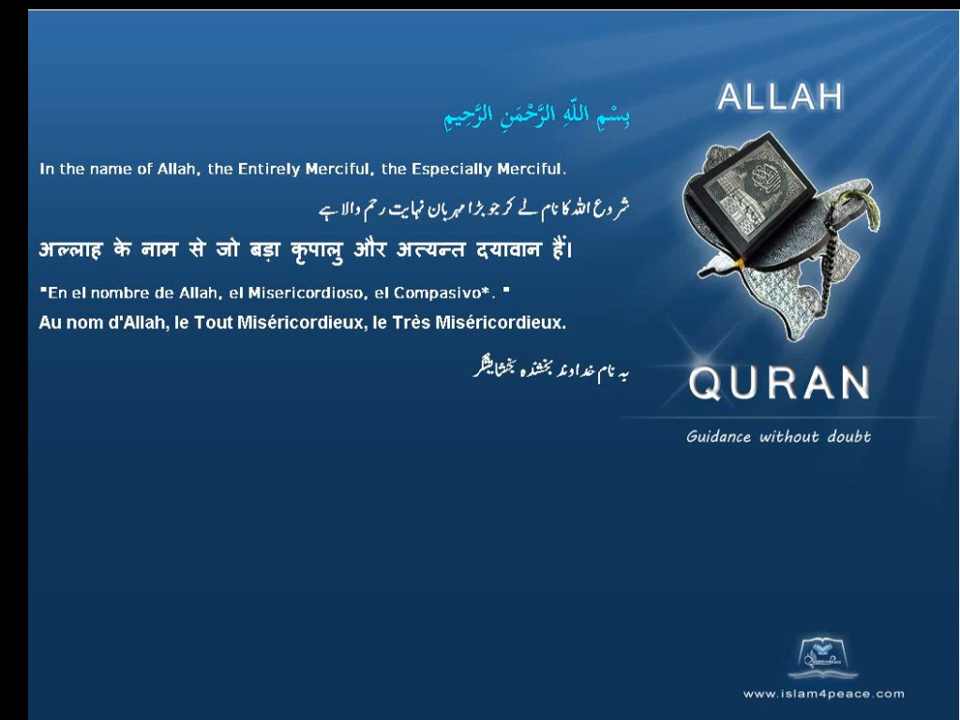 بِسْمِ اللَّهِ الرَّحْمَنِ الرَّحِيمِ
In the name of Allah, the Entirely Merciful, the Especially Merciful.
شروع اللہ کا نام لے کر جو بڑا مہربان نہایت رحم والا ہے
अल्लाह के नाम से जो बड़ा कृपालु और अत्यन्त दयावान हैं।
"En el nombre de Allah, el Misericordioso, el Compasivo*. "
Au nom d'Allah, le Tout Miséricordieux, le Très Miséricordieux.
به نام خداوند بخشنده بخشایشگر
ALLAH
QURAN
Guidance without doubt
www.islam4peace.com